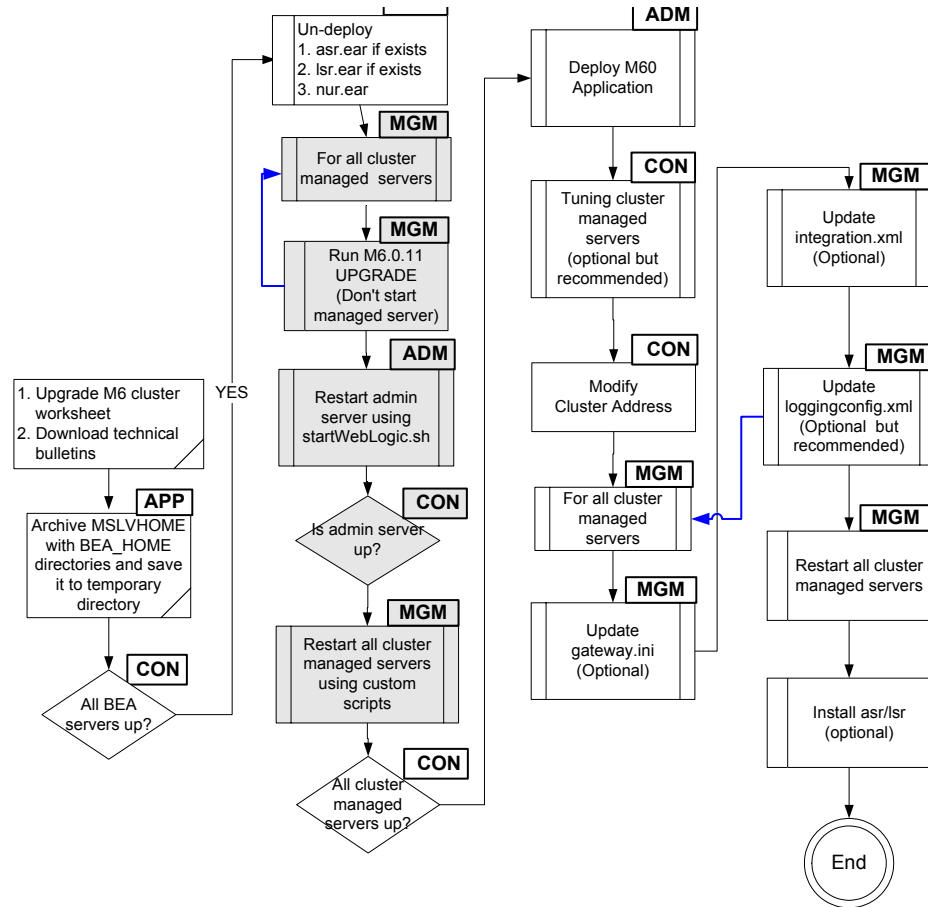 1. Upgrade M6 cluster
worksheet
2. Download technical
bulletins
APP
Archive MSLVHOME
with BEA_HOME
directories and save
it to temporary
directory
CON
All BEA
servers up?
YES
Un-deploy
1. asr.ear if exists
2. lsr.ear if exists
3. nur.ear
MGM
For all cluster
managed servers
MGM
Run M6.0.11
UPGRADE
(Don't start
managed server)
ADM
Restart admin
server using
startWebLogic.sh
CON
Is admin server
up?
MGM
Restart all cluster
managed servers
using custom
scripts
CON
All cluster
managed
servers up?
ADM
Deploy M60
Application
CON
Tuning cluster
managed
servers
(optional but
recommended)
CON
Modify
Cluster Address
MGM
For all cluster
managed
servers
MGM
Update
gateway.ini
(Optional)
MGM
Update
integration.xml
(Optional)
MGM
Update
loggingconfig.xml
(Optional but
recommended)
MGM
Restart all cluster
managed servers
Install asr/lsr
(optional)
End